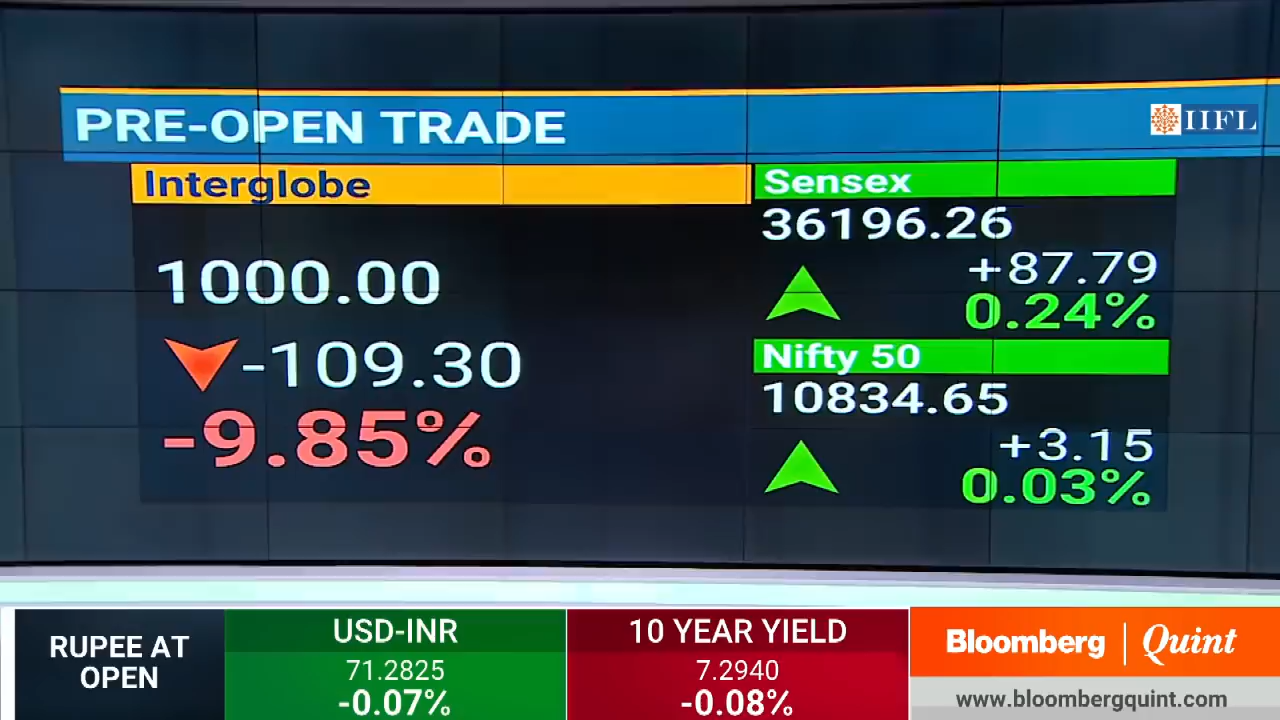 PRE-OPEN TRADE
IIFL
Interglobe
1000.00
-109.30
-9.85%
Sensex
36196.26
+87.79
0.24%
Nifty 50
10834.65
+3.15
0.03%
RUPEE AT
OPEN
USD-INR
71.2825
-0.07%
10 YEAR YIELD
7.2940
-0.08%
Bloomberg | Quint
www.bloombergquint.com